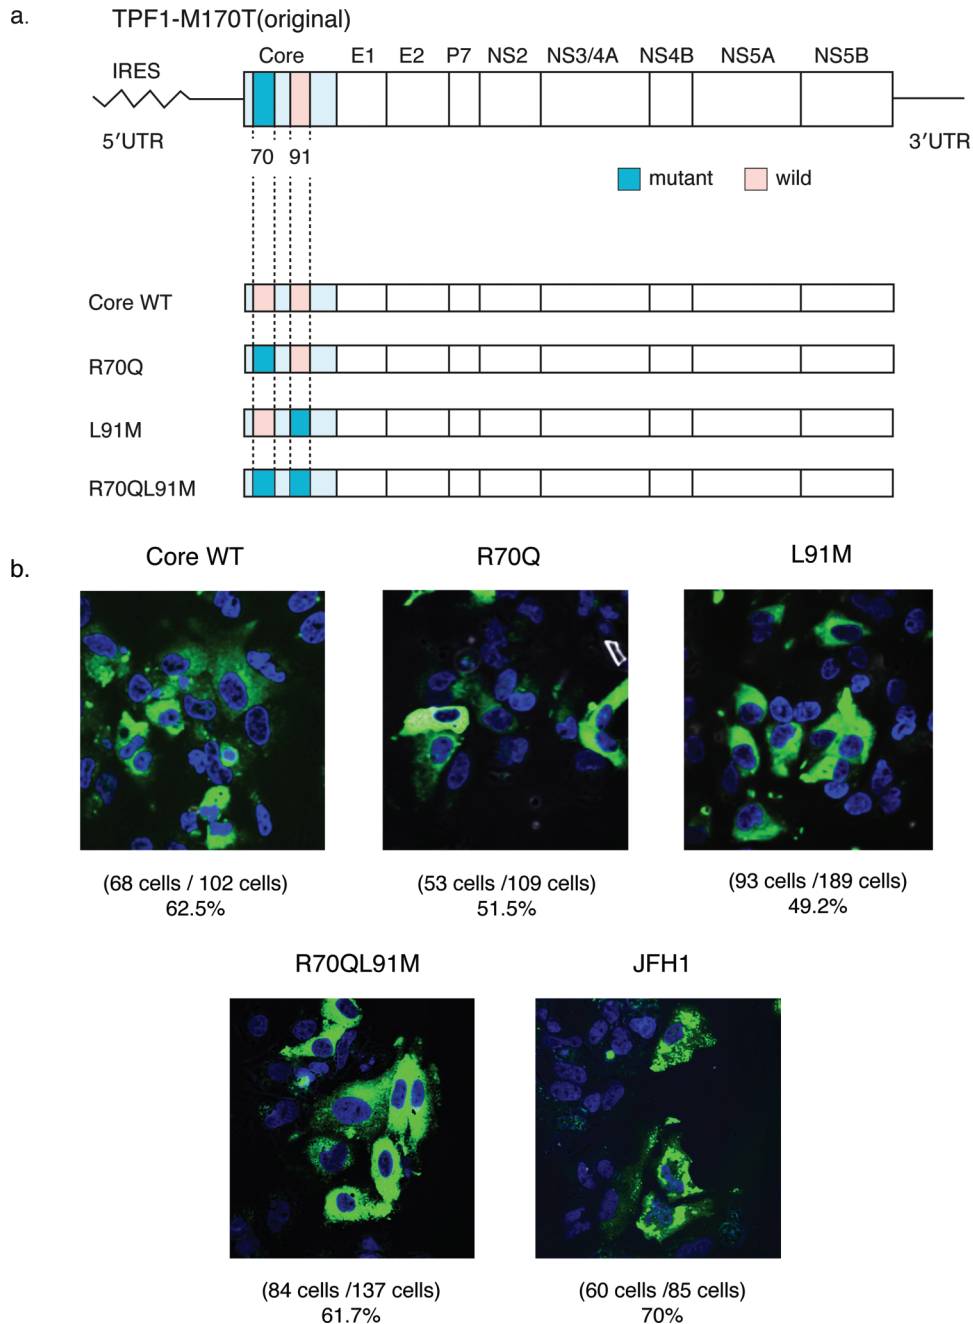 a.
TPF1-M170T(original)
Core E1 E2 P7 NS2 NS3/4A NS4B NS5A NS5B
IRES
5′UTR
3′UTR
70 91
mutant wild
Core WT
R70Q
L91M
R70QL91M
b.
Core WT R70Q L91M
(68 cells / 102 cells) (53 cells /109 cells) (93 cells /189 cells)
62.5% 51.5% 49.2%
R70QL91M JFH1
(84 cells /137 cells) (60 cells /85 cells)
61.7% 70%